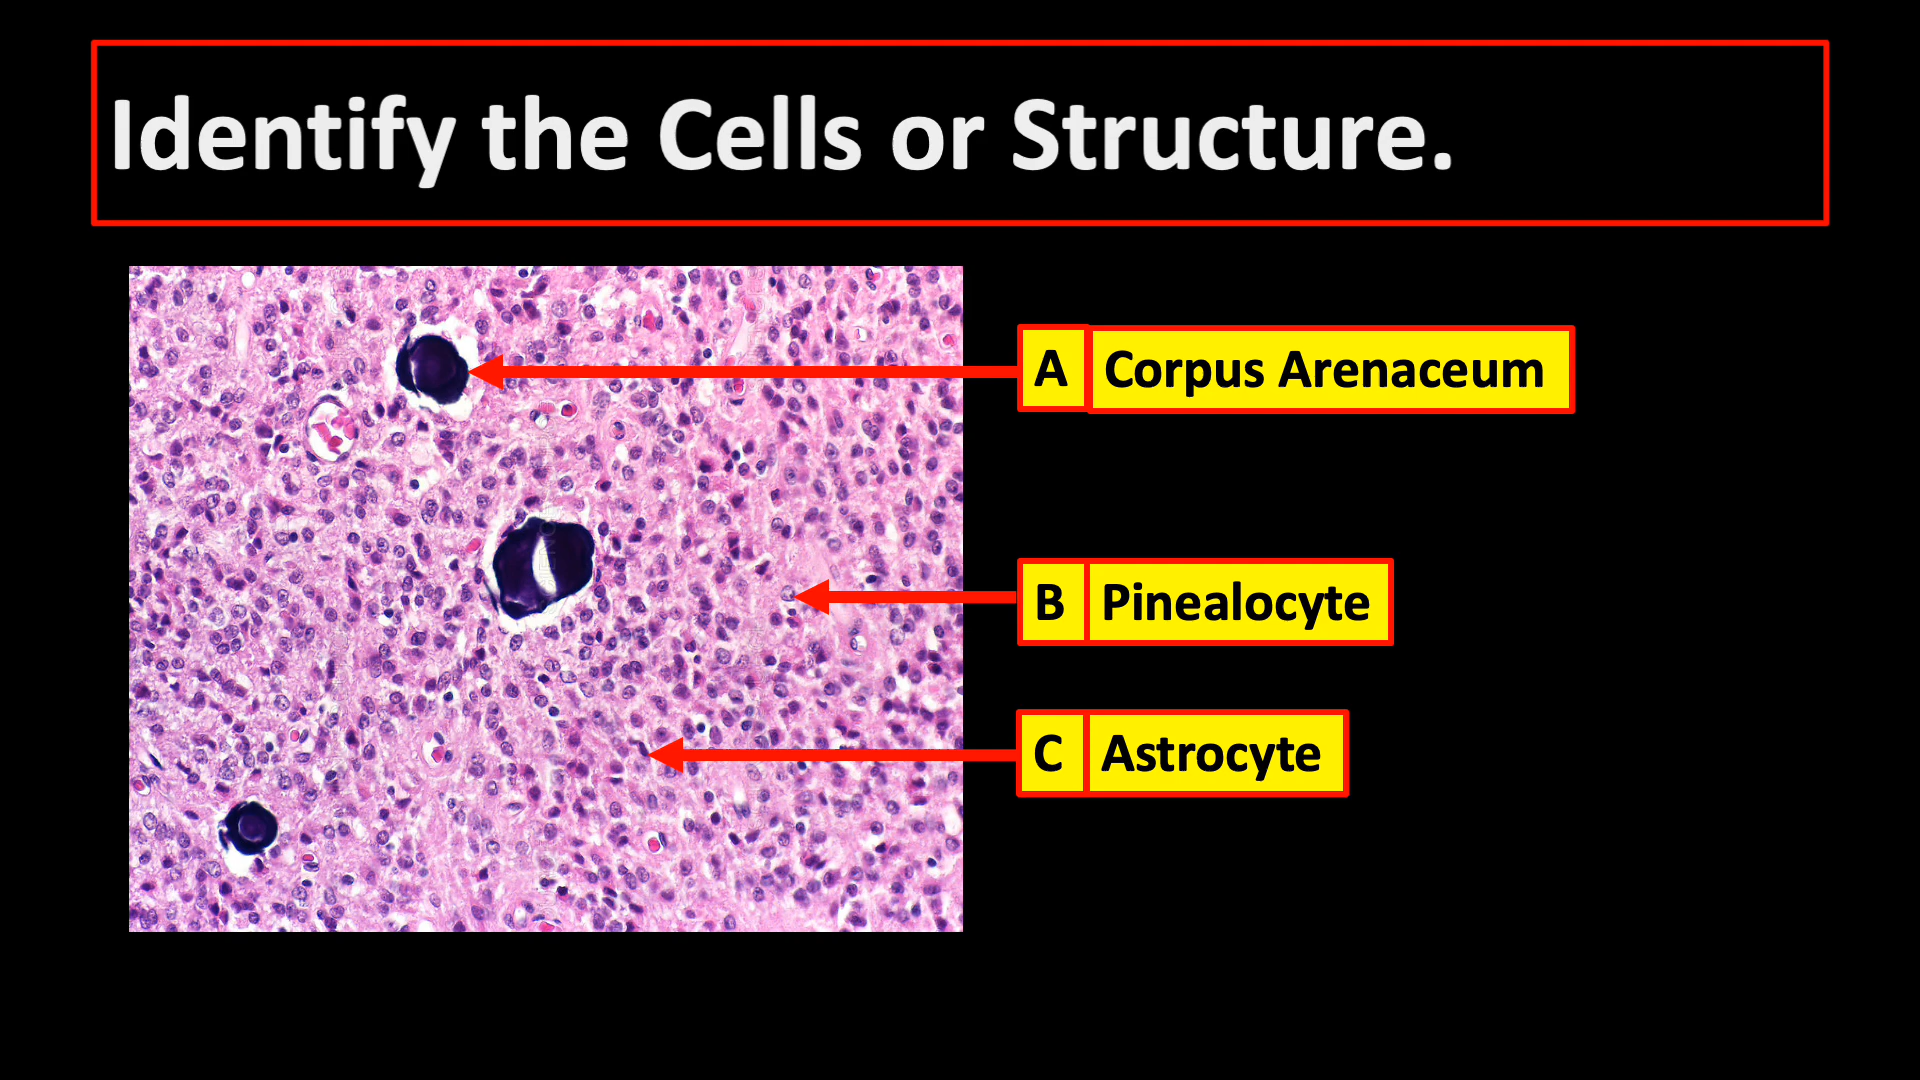 Identify the Cells or Structure.
A Corpus Arenaceum
B Pinealocyte
C Astrocyte